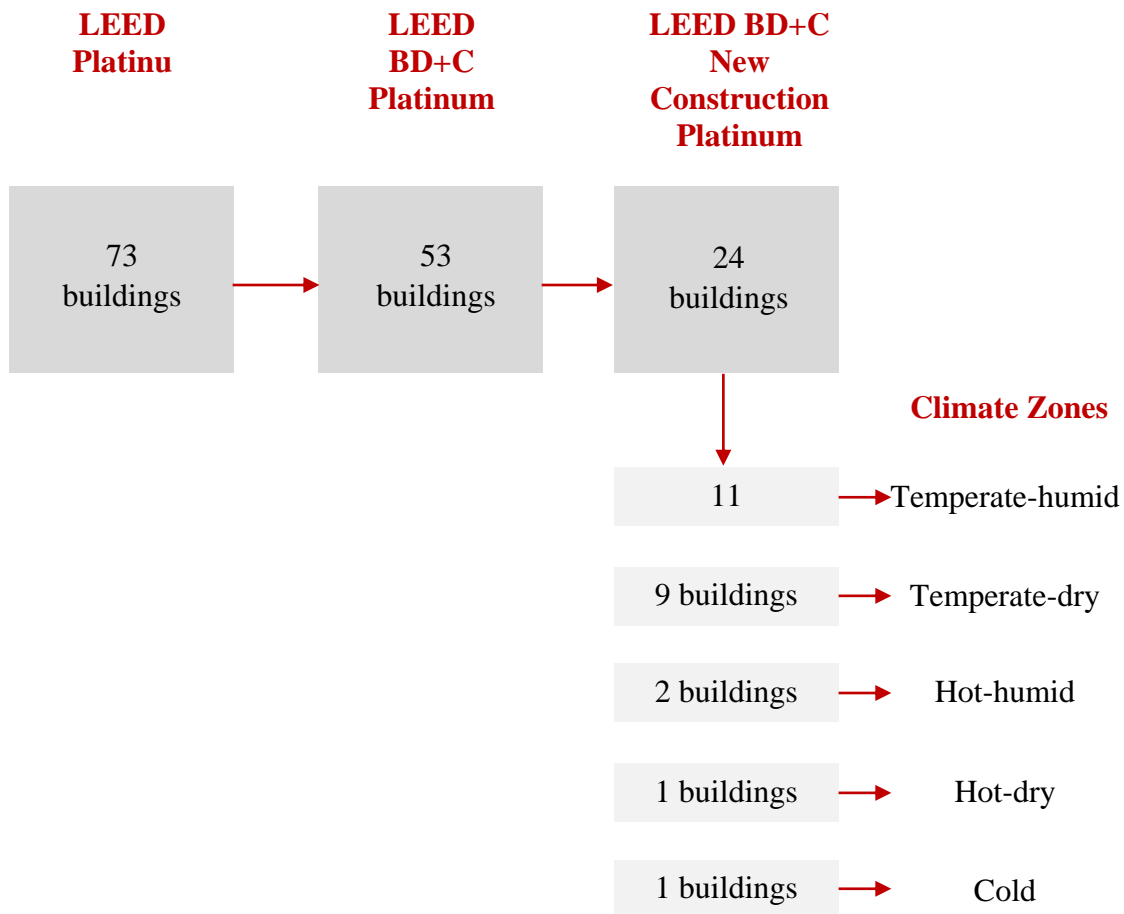 LEED
Platinu
LEED
BD+C
Platinum
LEED BD+C
New
Construction
Platinum
73
buildings
53
buildings
24
buildings
Climate Zones
11
Temperate-humid
9 buildings
Temperate-dry
2 buildings
Hot-humid
1 buildings
Hot-dry
1 buildings
Cold